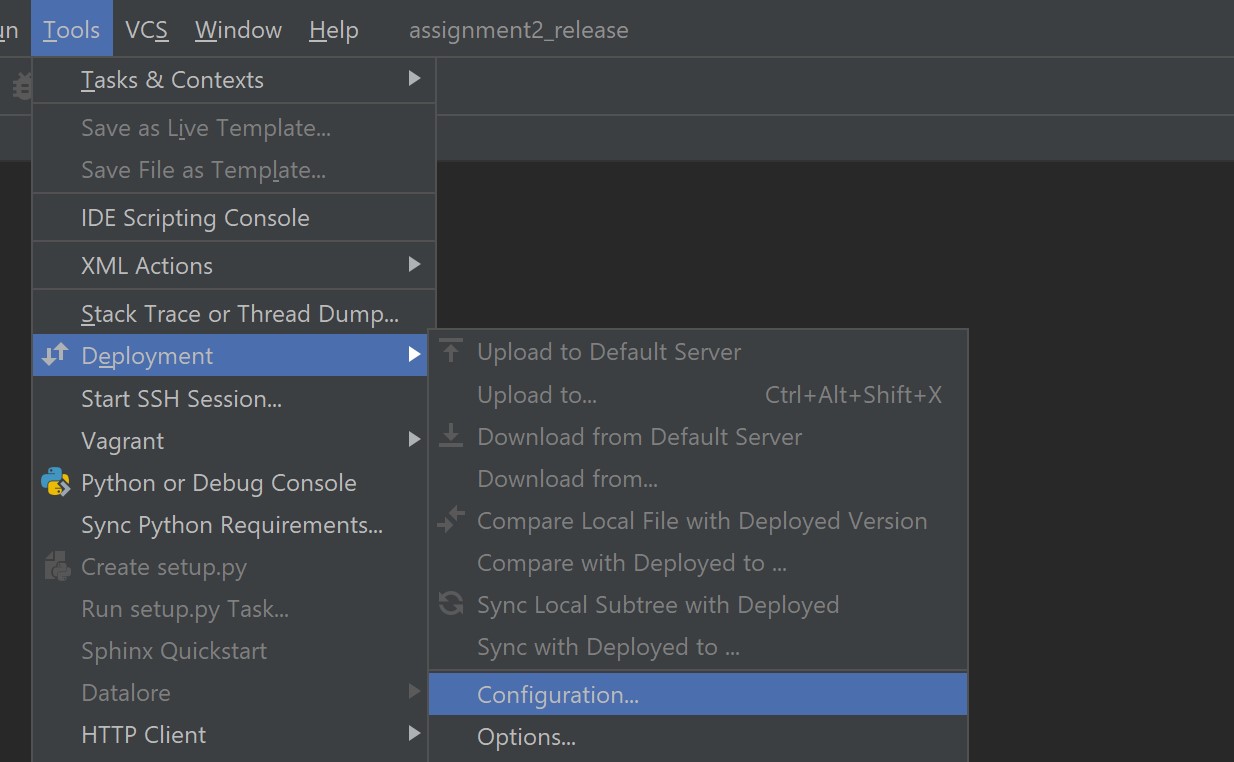 un Tools VCS Window Help assignment2_release
Tasks & Contexts
Save as Live Template...
Save File as Template...
IDE Scripting Console
XML Actions
Stack Trace or Thread Dump...
Deployment
Start SSH Session...
Vagrant
Python or Debug Console
Sync Python Requirements...
Create setup.py
Run setup.py Task...
Sphinx Quickstart
Datalore
HTTP Client
Upload to Default Server
Upload to... Ctrl+Alt+Shift+X
Download from Default Server
Download from...
Compare Local File with Deployed Version
Compare with Deployed to ...
Sync Local Subtree with Deployed
Sync with Deployed to ...
Configuration...
Options...